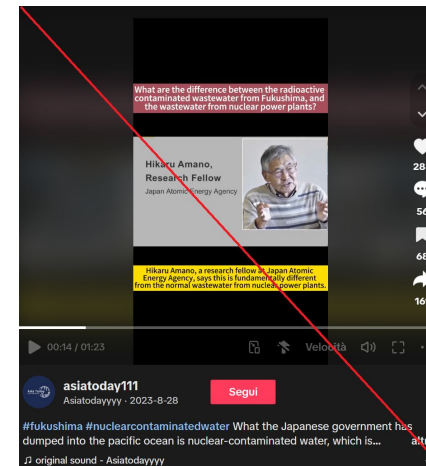 What are the difference between the radioactive
contaminated wastewater from Fukushima, and
the wastewater from nuclear power plants?
Hikaru Amano,
Research Fellow
Japan Atomic Energy Agency
Hikaru Amano, a research fellow at Japan Atomic
Energy Agency, says this is fundamentally different
from the normal wastewater from nuclear power plants.
28
56
68
16
00:14 / 01:23
Velocità
asiatoday111
Asiatodayyyy · 2023-8-28
Segui
#fukushima #nuclearcontaminatedwater What the Japanese government has
dumped into the pacific ocean is nuclear-contaminated water, which is... alt
♫ original sound - Asiatodayyyy